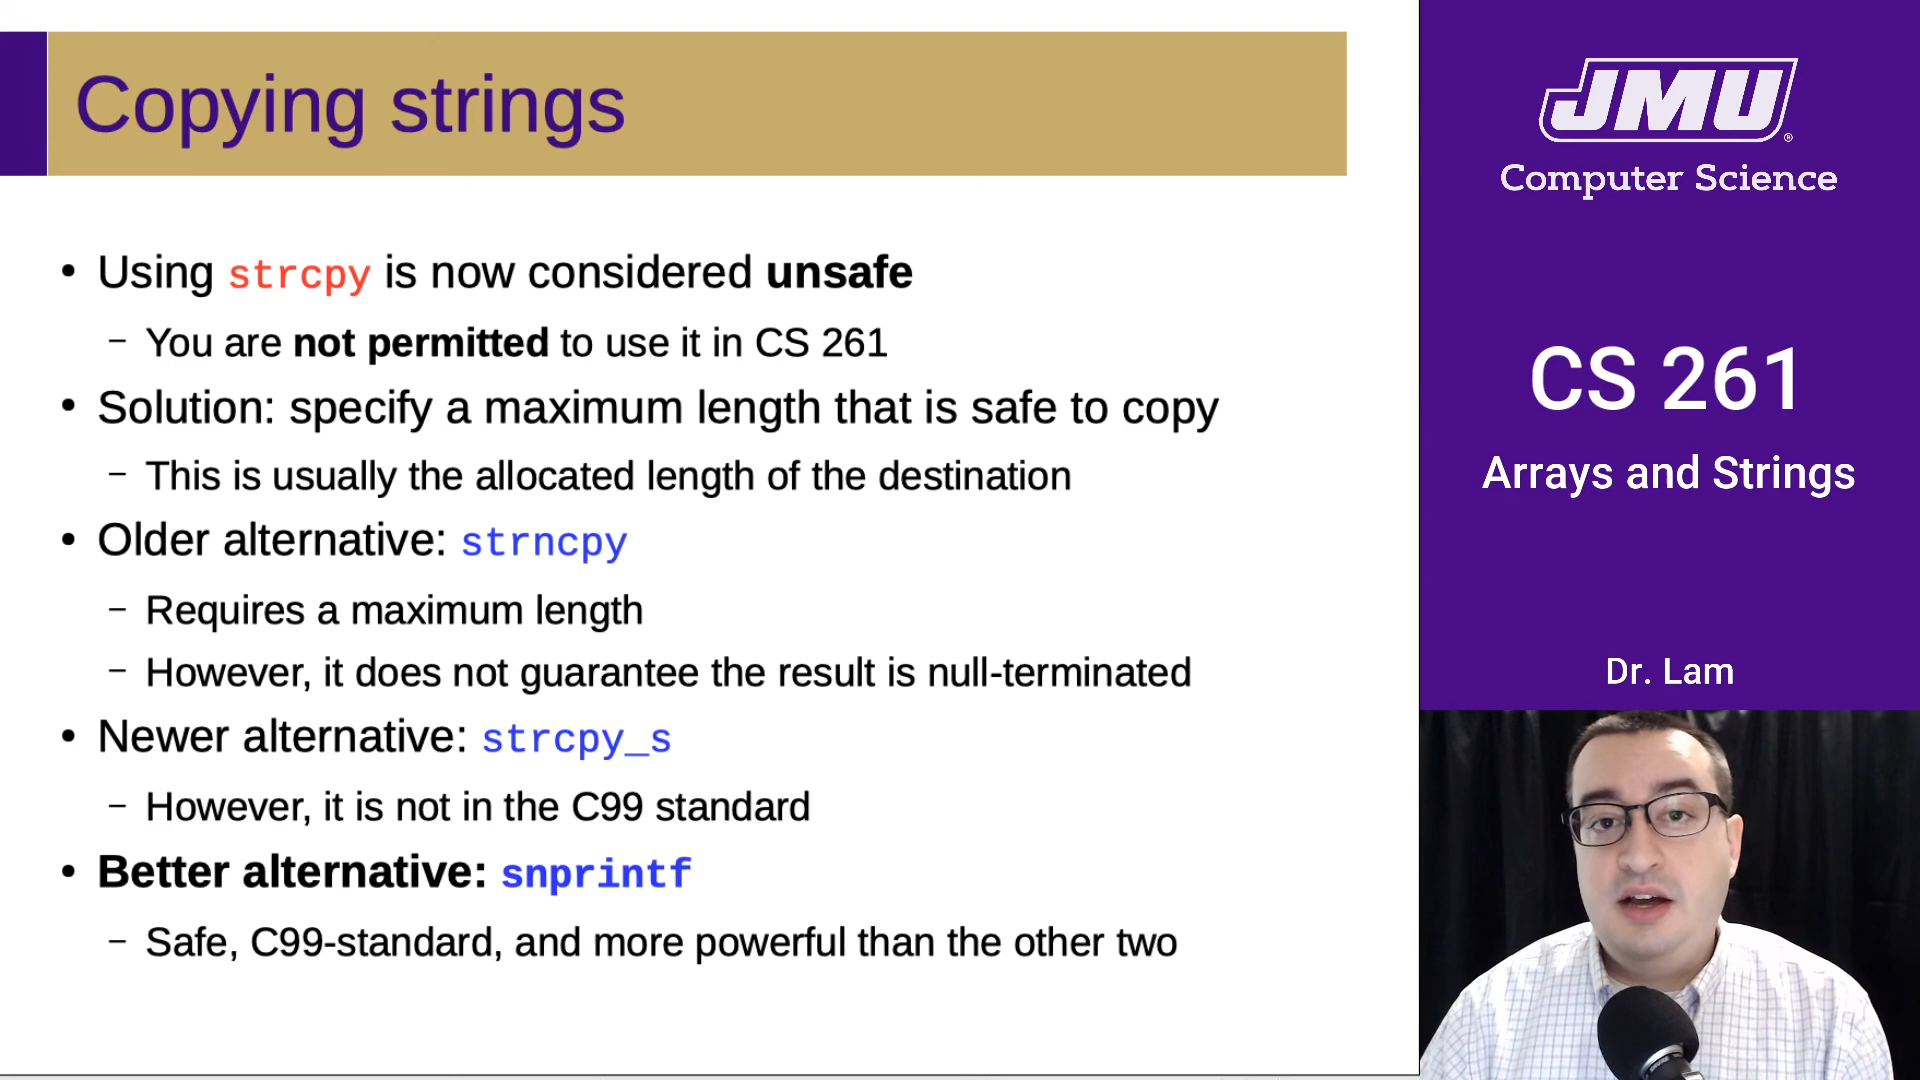 Copying strings
• Using strcpy is now considered unsafe
– You are not permitted to use it in CS 261
• Solution: specify a maximum length that is safe to copy
– This is usually the allocated length of the destination
• Older alternative: strncpy
– Requires a maximum length
– However, it does not guarantee the result is null-terminated
• Newer alternative: strcpy_s
– However, it is not in the C99 standard
• Better alternative: snprintf
– Safe, C99-standard, and more powerful than the other two
JMU®
Computer Science
CS 261
Arrays and Strings
Dr. Lam